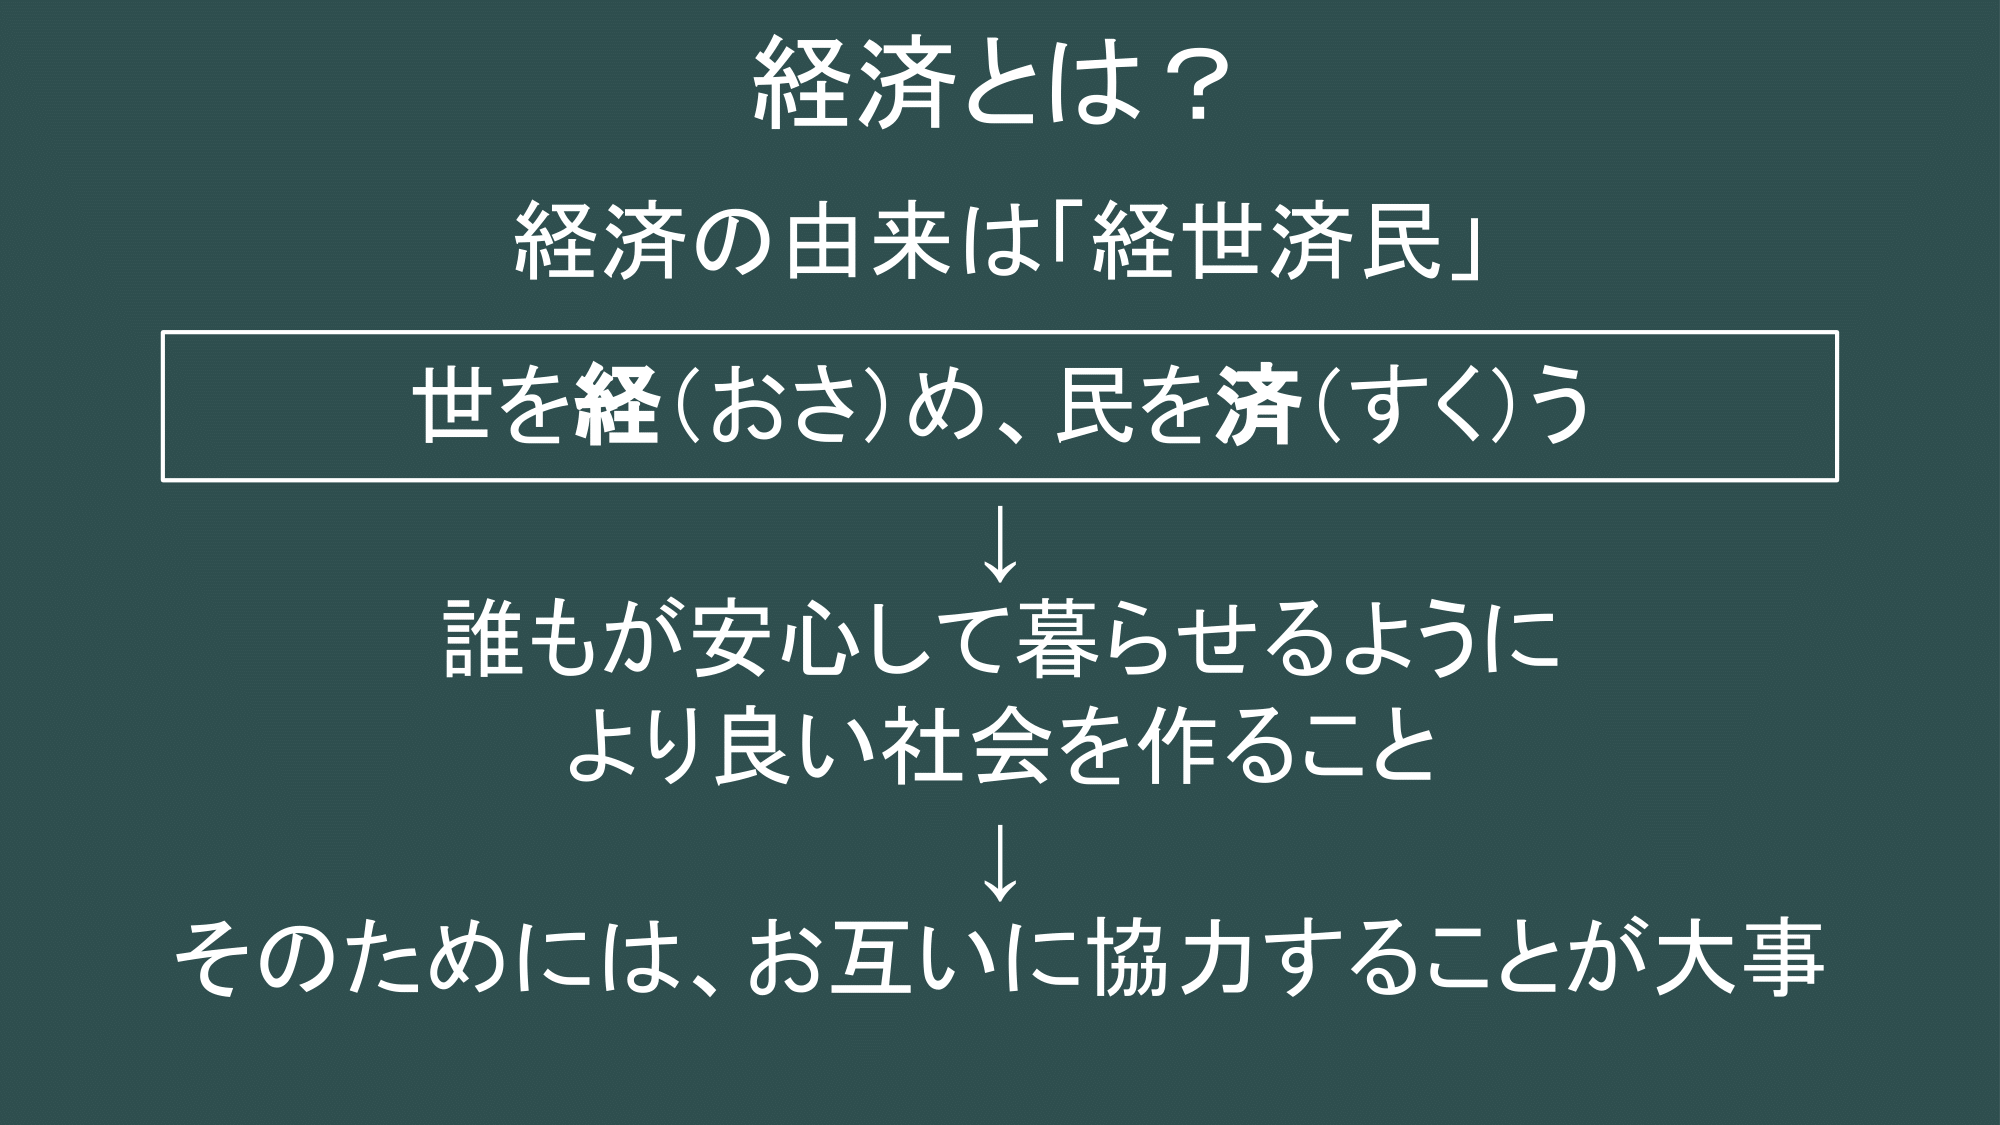 経済とは？
経済の由来は「経世済民」
世を経（おさ）め、民を済（すく）う
↓
誰もが安心して暮らせるように
より良い社会を作ること
↓
そのためには、お互いに協力することが大事